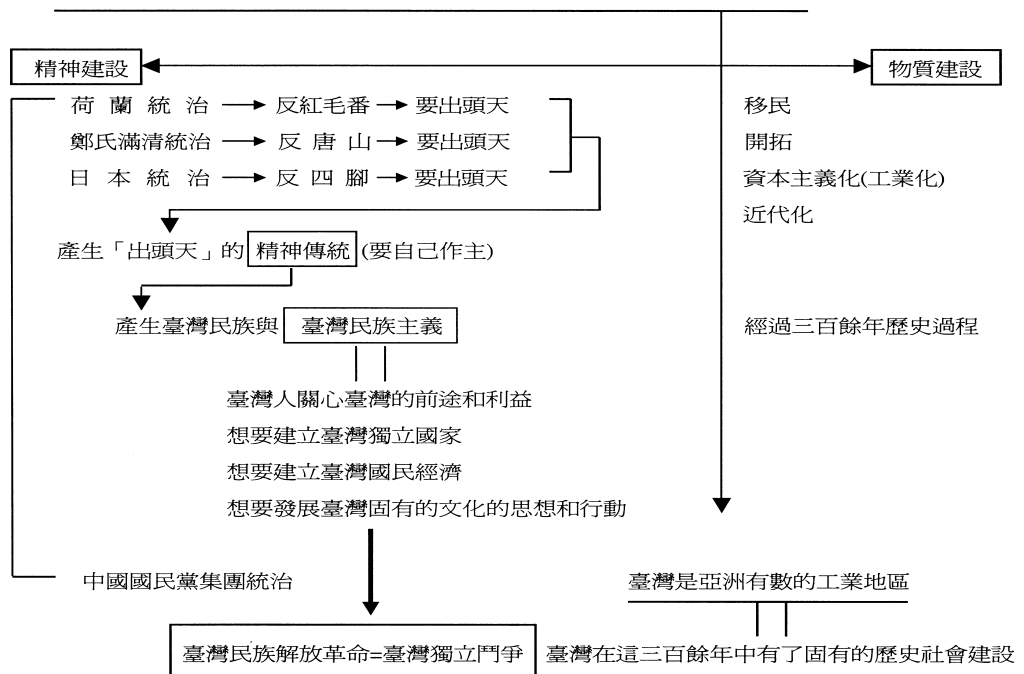 精神建設 物質建設
荷蘭統治 反紅毛番 要出頭天 移民
鄭氏滿清統治 反唐山 要出頭天 開拓
日本統治 反四腳 要出頭天 資本主義化(工業化)
近代化
產生「出頭天」的 精神傳統 (要自己作主)
產生臺灣民族與 臺灣民族主義 經過三百餘年歷史過程
臺灣人關心臺灣的前途和利益
想要建立臺灣獨立國家
想要建立臺灣國民經濟
想要發展臺灣固有的文化的思想和行動
中國國民黨集團統治 臺灣是亞洲有數的工業地區
臺灣民族解放革命=臺灣獨立鬥爭 臺灣在這三百餘年中有了固有的歷史社會建設